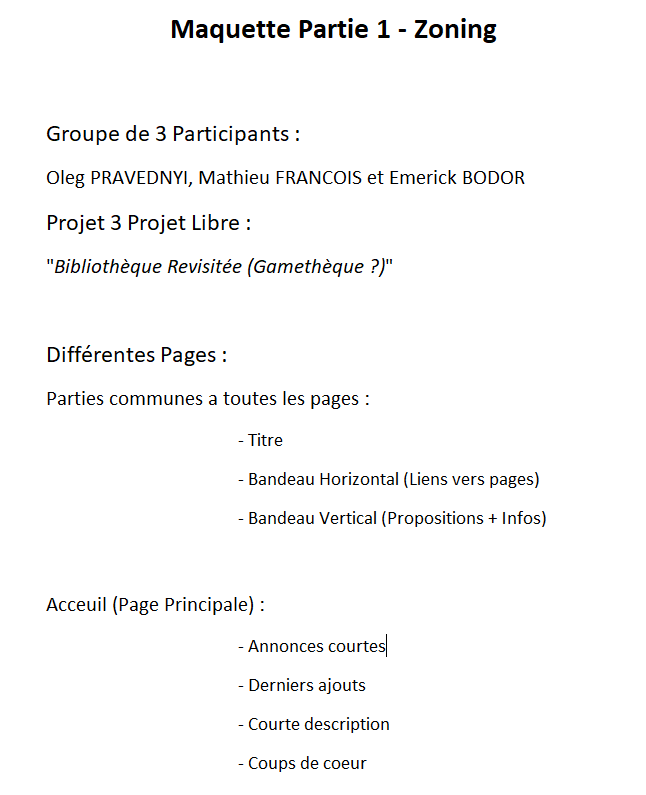 Maquette Partie 1 - Zoning
Groupe de 3 Participants :
Oleg PRAVEDNYI, Mathieu FRANCOIS et Emerick BODOR
Projet 3 Projet Libre :
"Bibliothèque Revisitée (Gamethèque ?)"
Différentes Pages :
Parties communes a toutes les pages :
- Titre
- Bandeau Horizontal (Liens vers pages)
- Bandeau Vertical (Propositions + Infos)
Acceuil (Page Principale) :
- Annonces courtes
- Derniers ajouts
- Courte description
- Coups de coeur